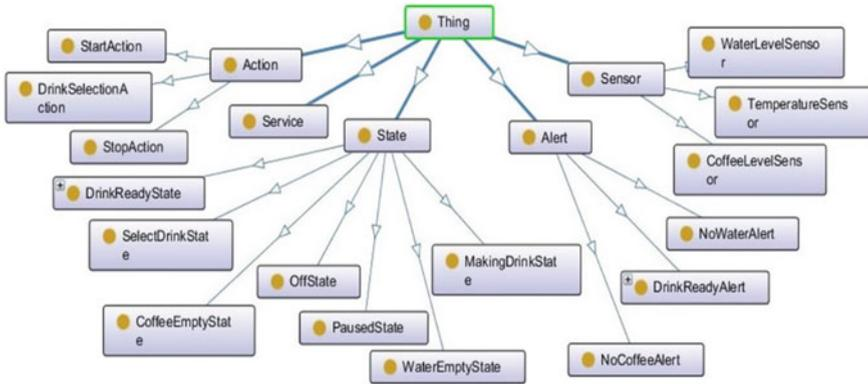 Thing
StartAction
Action
DrinkSelectionA
ction
StopAction
Service
State
Alert
Sensor
WaterLevelSenso
r
TemperatureSens
or
CoffeeLevelSens
or
DrinkReadyState
SelectDrinkStat
e
CoffeeEmptyStat
e
OffState
PausedState
WaterEmptyState
MakingDrinkStat
e
NoWaterAlert
DrinkReadyAlert
NoCoffeeAlert